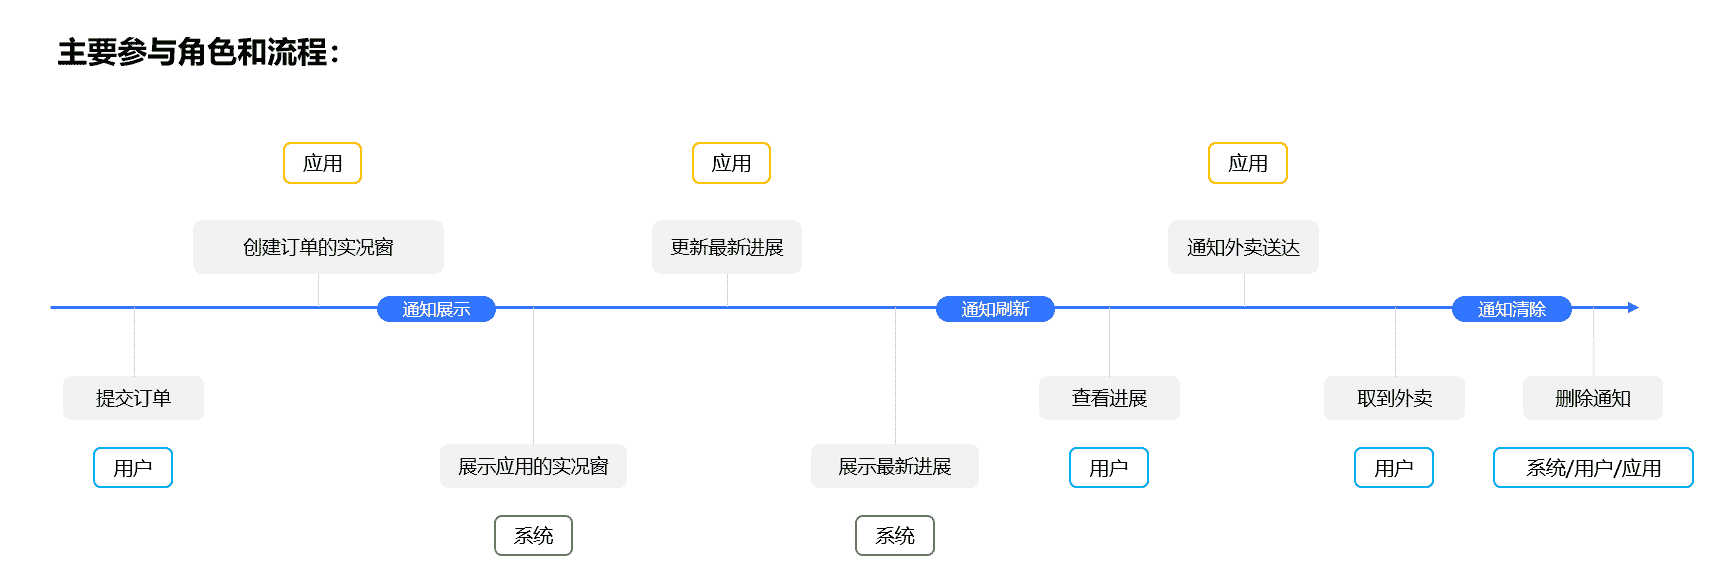 主要参与角色和流程：
应用
应用
应用
创建订单的实况窗
更新最新进展
通知外卖送达
通知展示
通知刷新
通知清除
提交订单
查看进展
取到外卖
删除通知
用户
展示应用的实况窗
展示最新进展
用户
用户
系统/用户/应用
系统
系统